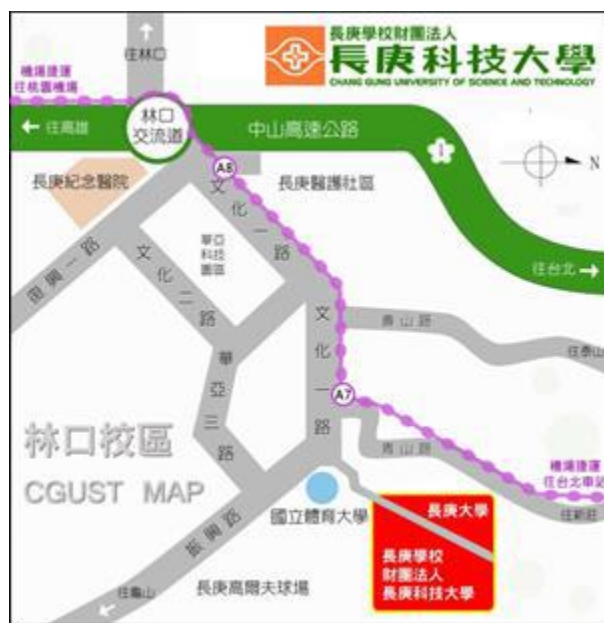 長庚學校財團法人
長庚科技大學
CHANG GUNG UNIVERSITY OF SCIENCE AND TECHNOLOGY
往林口
機場捷運
往桃園機場
林口
交流道
←往高雄
中山高速公路
1
N
A8
長庚紀念醫院
長庚醫護社區
文化一路
復興一路
文化二路
華亞
科技
園區
往台北
文化一路
壽山路
往泰山
華亞三路
A7
林口校區
CGUST MAP
青山路
機場捷運
往台北車站
往新莊
振興路
國立體育大學
長庚大學
長庚學校
財團法人
長庚科技大學
長庚高爾夫球場
往龜山